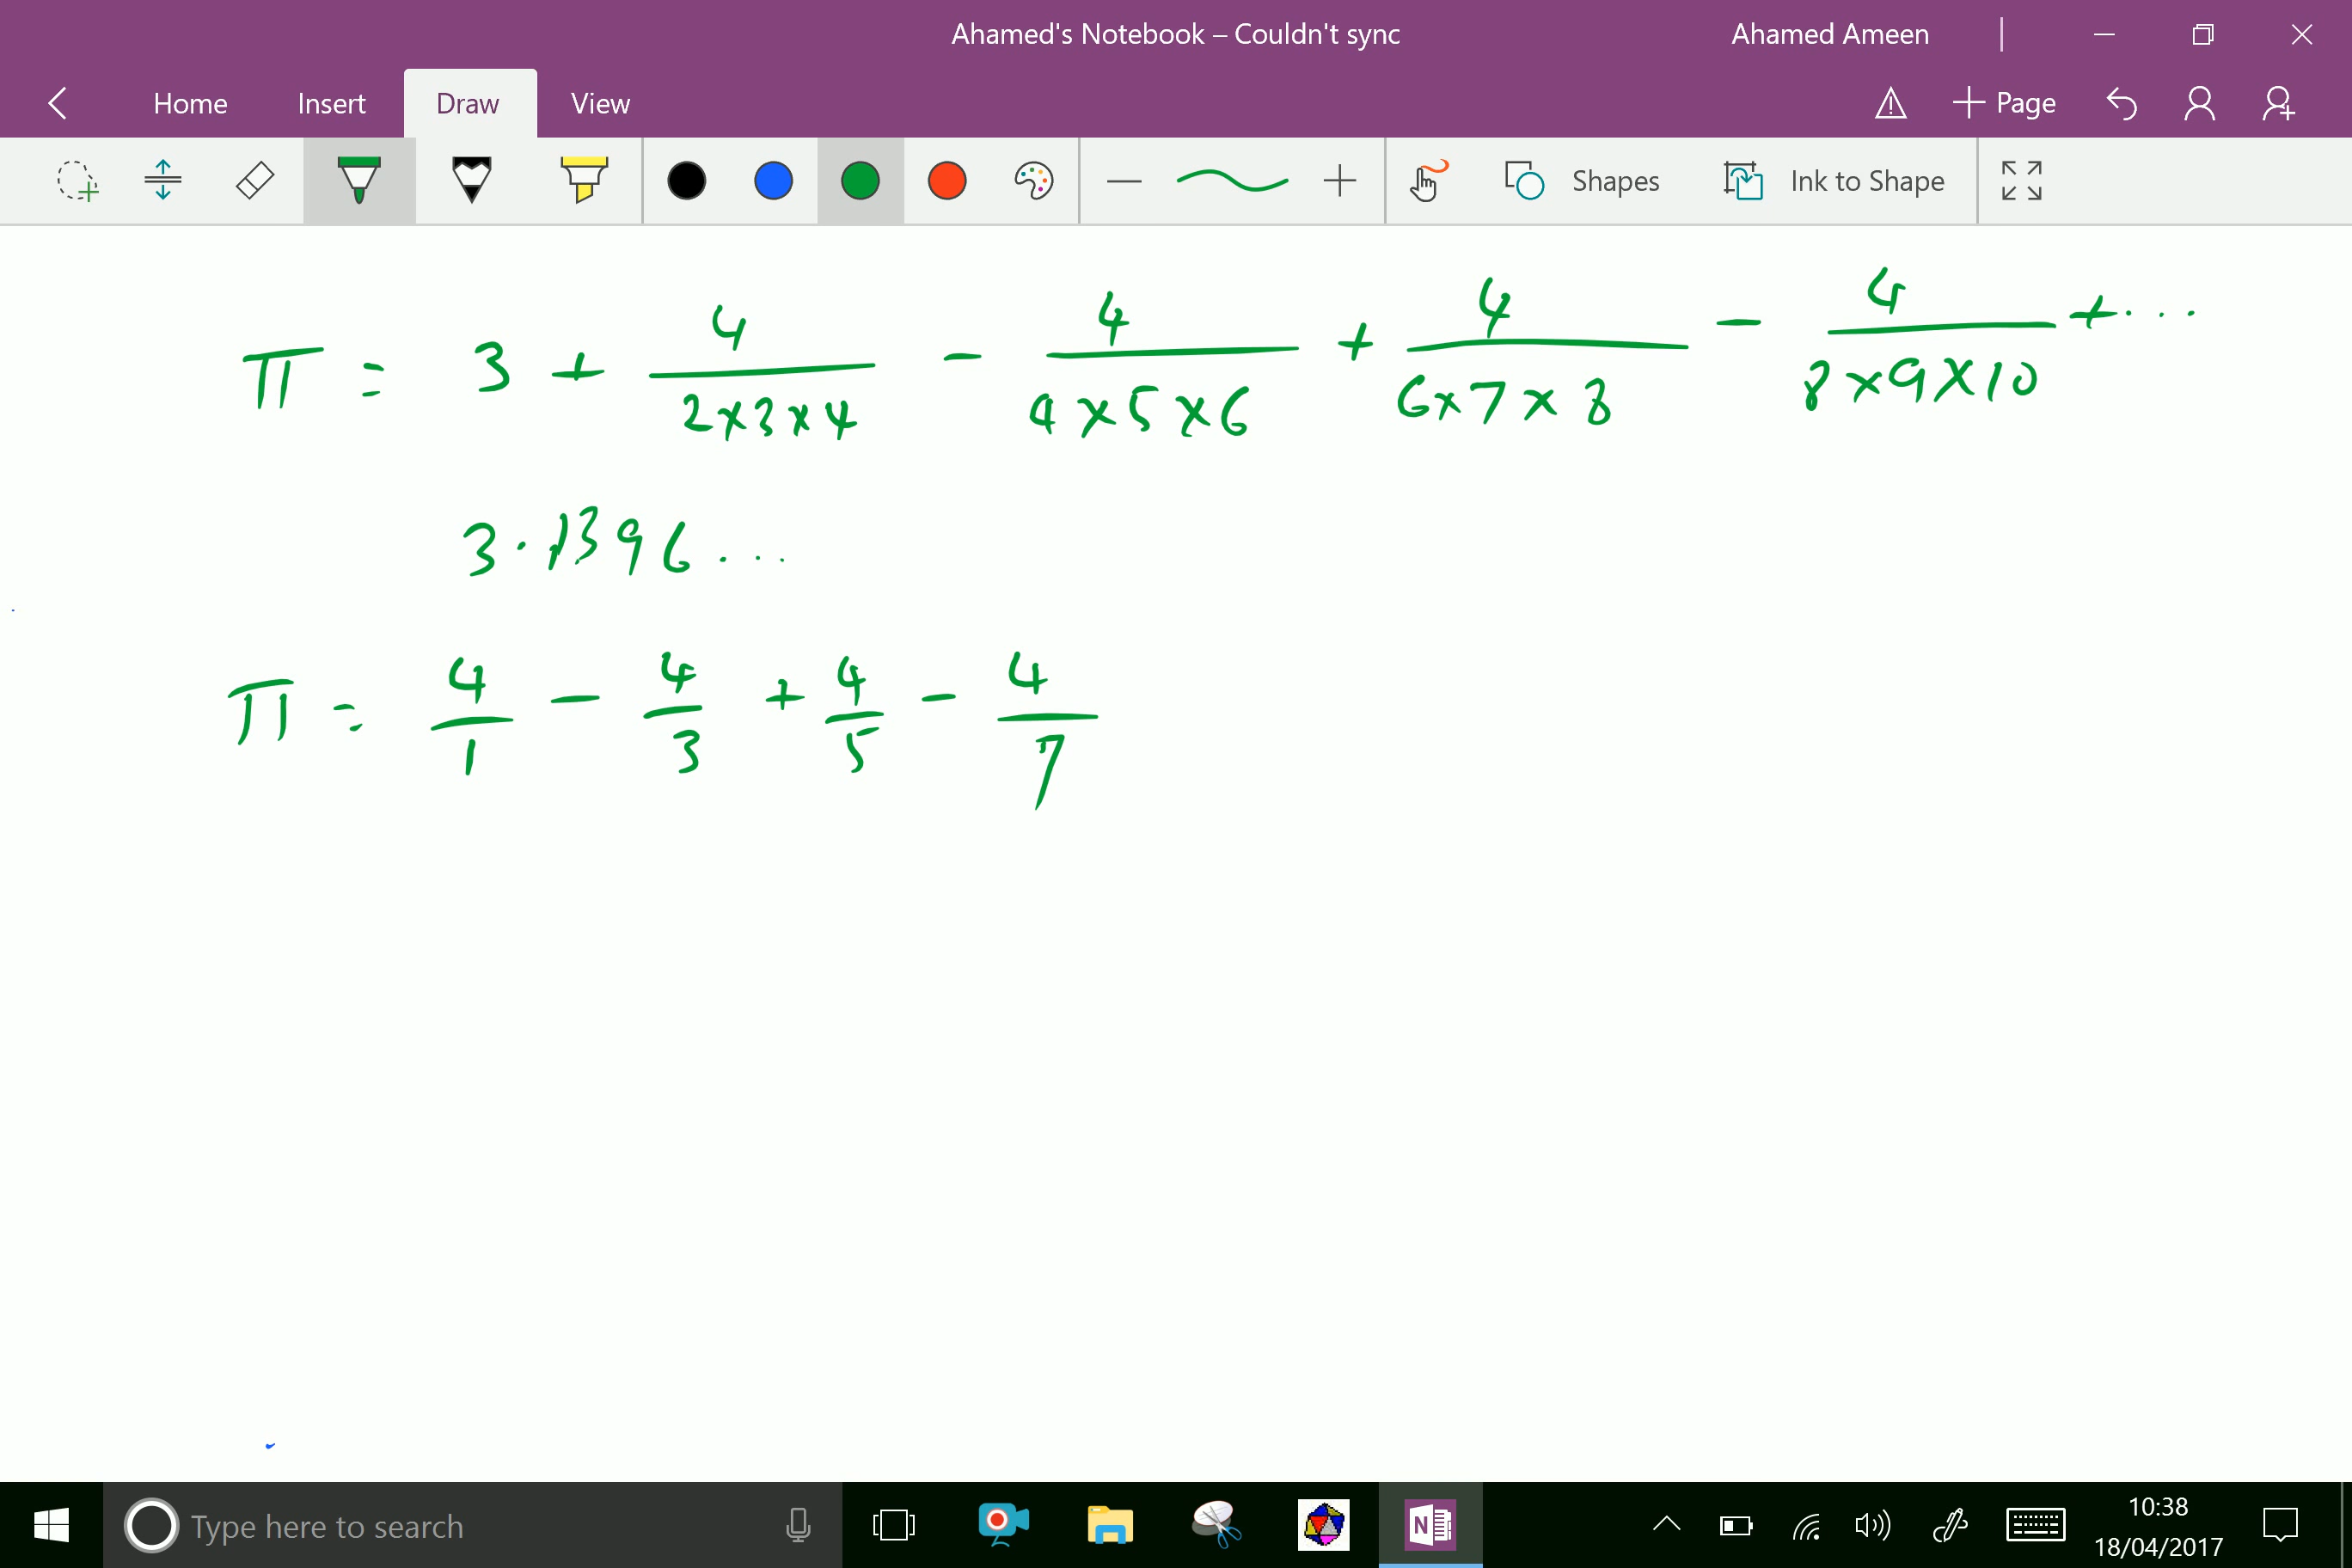 Ahamed's Notebook – Couldn't sync
Ahamed Ameen
Home Insert Draw View
+ Page
Shapes
Ink to Shape
π = 3 + 4/(2×3×4) - 4/(4×5×6) + 4/(6×7×8) - 4/(8×9×10) + ...
3.1396...
π = 4/1 - 4/3 + 4/5 - 4/7
Type here to search
N
10:38
18/04/2017